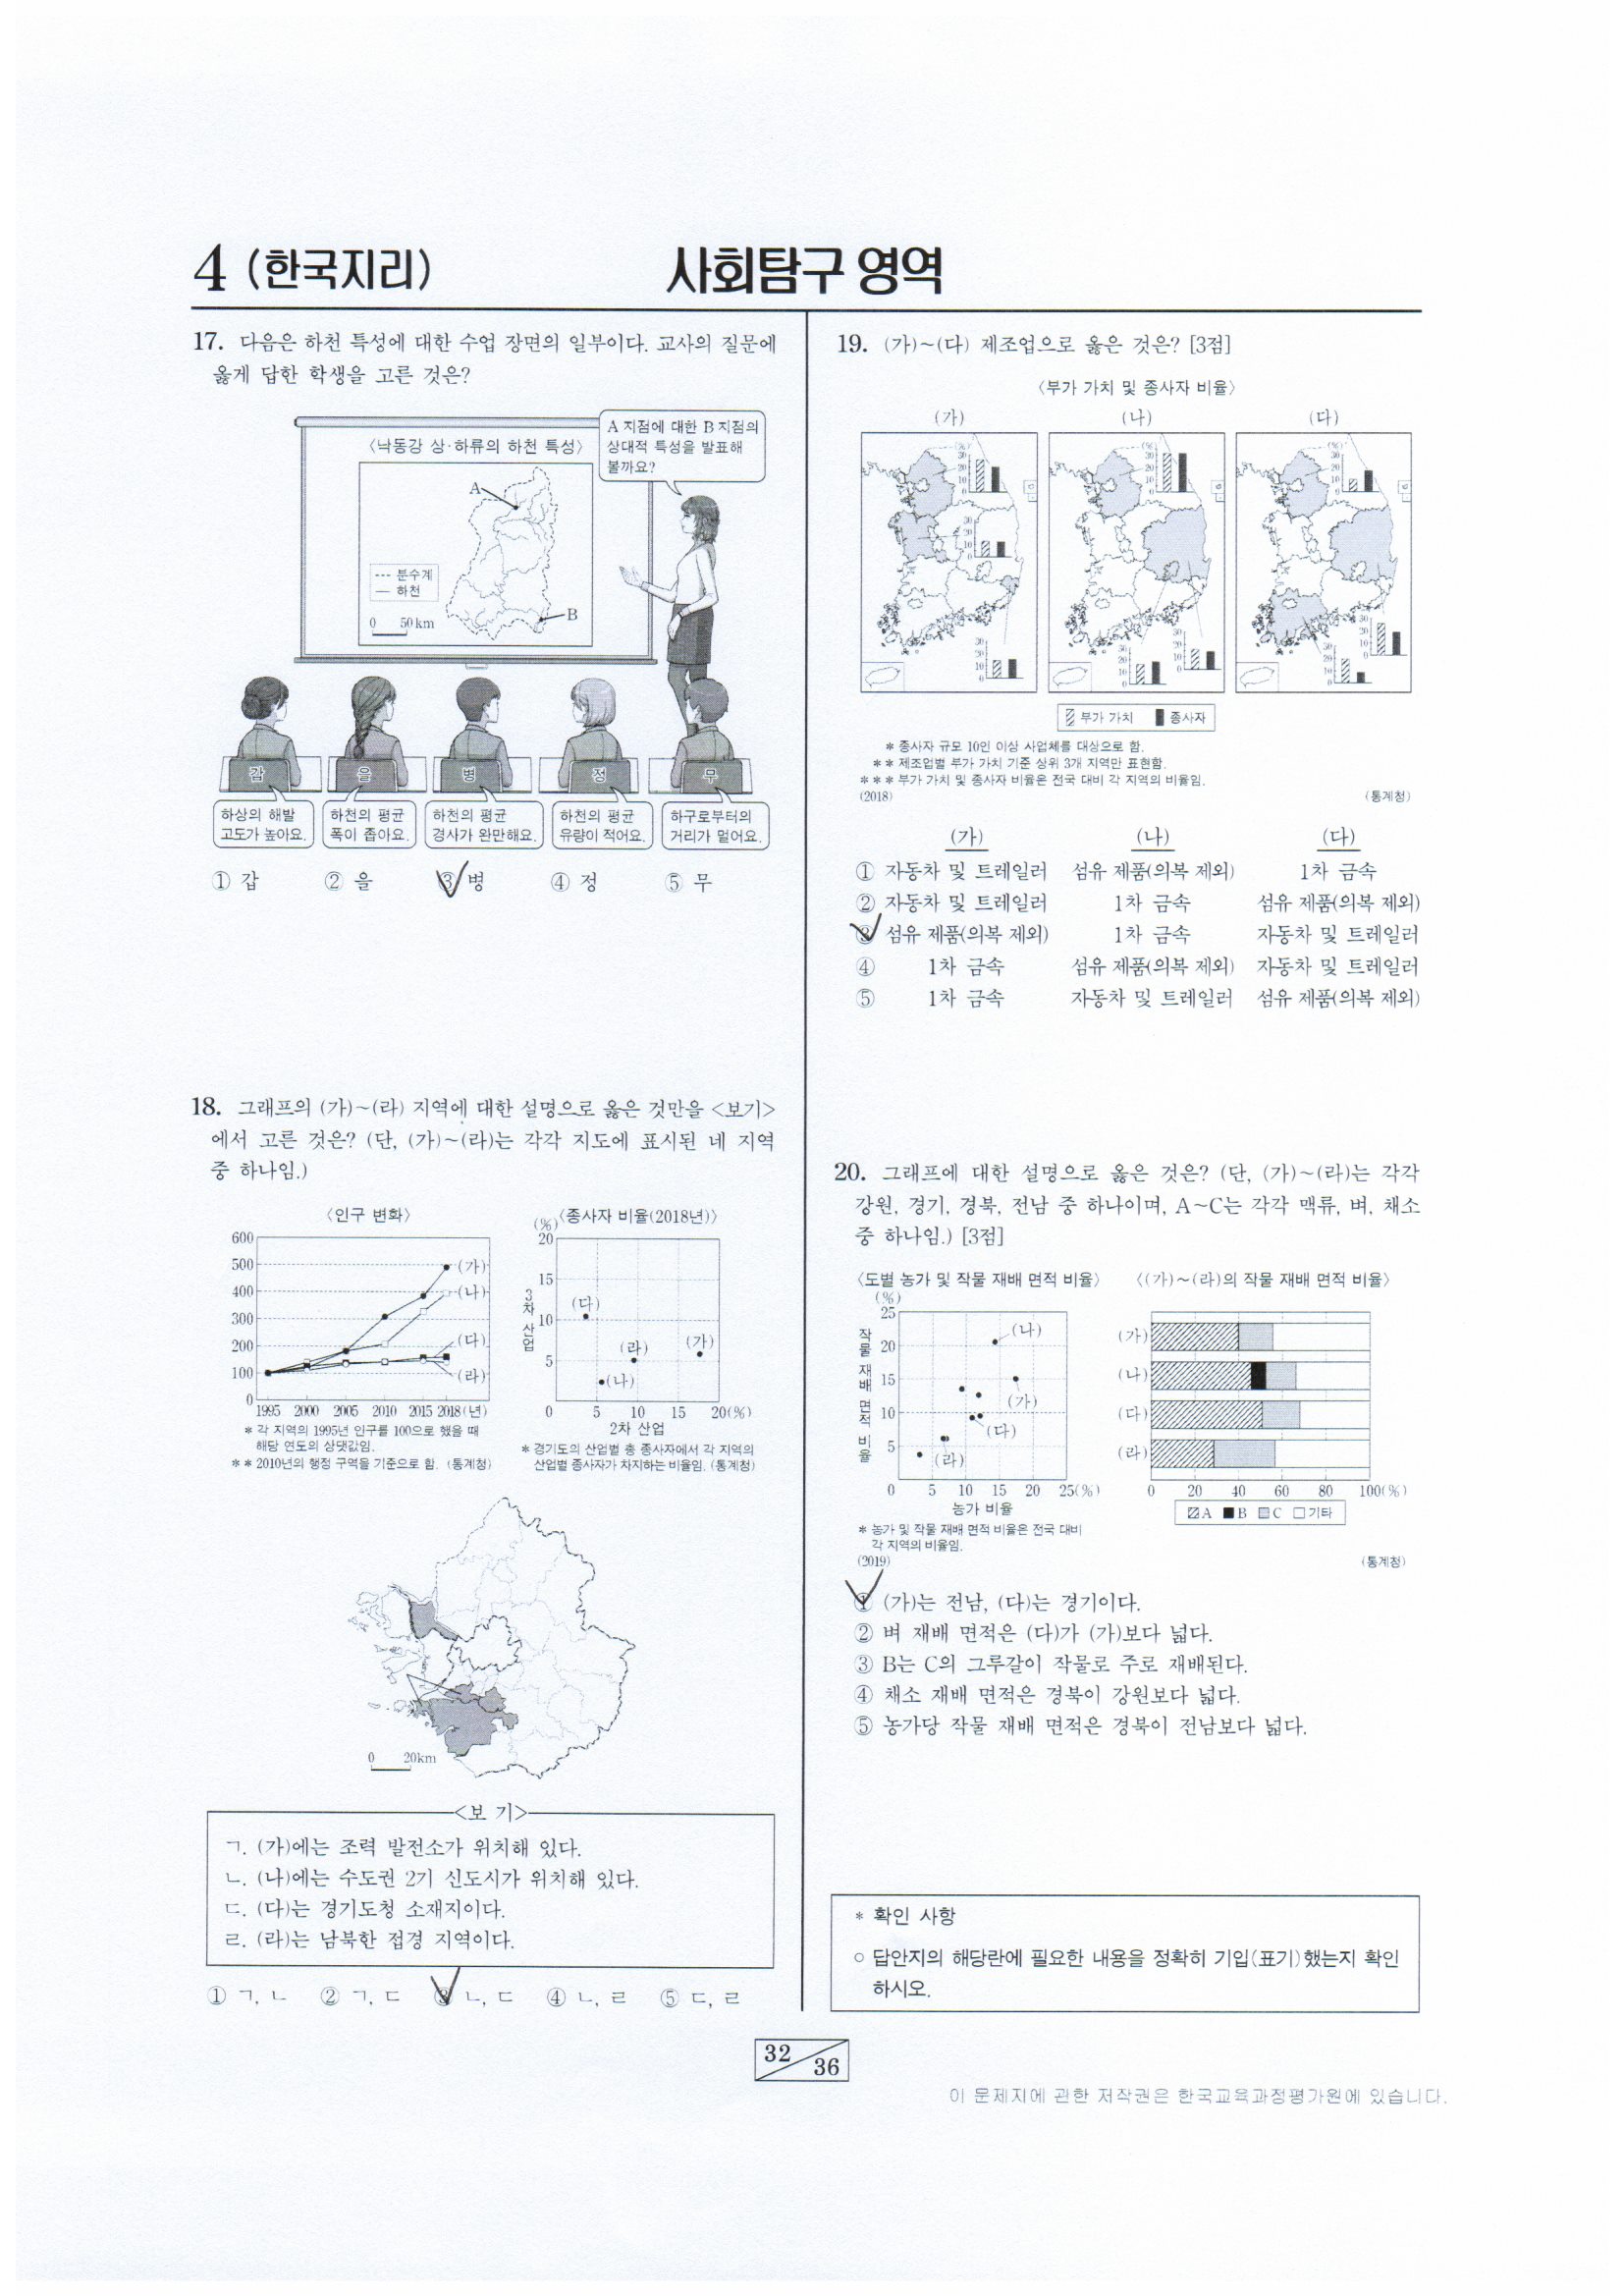 4 (한국지리)
사회탐구 영역
17. 다음은 하천 특성에 대한 수업 장면의 일부이다. 교사의 질문에
옳게 답한 학생을 고른 것은?
<낙동강 상·하류의 하천 특성>
A 지점에 대한 B 지점의
상대적 특성을 발표해
볼까요?
A
--- 분수계
— 하천
0 50 km
B
갑 을 병 정 무
하상의 해발
고도가 높아요.
하천의 평균
폭이 좁아요.
하천의 평균
경사가 완만해요.
하천의 평균
유량이 적어요.
하구로부터의
거리가 멀어요.
① 갑 ② 을 ③ 병 ④ 정 ⑤ 무
18. 그래프의 (가)~(라) 지역에 대한 설명으로 옳은 것만을 <보기>
에서 고른 것은? (단, (가)~(라)는 각각 지도에 표시된 네 지역
중 하나임.)
<인구 변화>
600
500
400
300
200
100
0
(가)
(나)
(다)
(라)
1995 2000 2005 2010 2015 2018(년)
* 각 지역의 1995년 인구를 100으로 했을 때
해당 연도의 상댓값임.
** 2010년의 행정 구역을 기준으로 함. (통계청)
<종사자 비율(2018년)>
(%)
20
15
10
5
3차 산업
(다)
(라)
(가)
(나)
0 5 10 15 20(%)
2차 산업
* 경기도의 산업별 총 종사자에서 각 지역의
산업별 종사자가 차지하는 비율임. (통계청)
0 20km
<보 기>
ㄱ. (가)에는 조력 발전소가 위치해 있다.
ㄴ. (나)에는 수도권 2기 신도시가 위치해 있다.
ㄷ. (다)는 경기도청 소재지이다.
ㄹ. (라)는 남북한 접경 지역이다.
① ㄱ, ㄴ ② ㄱ, ㄷ ③ ㄴ, ㄷ ④ ㄴ, ㄹ ⑤ ㄷ, ㄹ
19. (가)~(다) 제조업으로 옳은 것은? [3점]
<부가 가치 및 종사자 비율>
(가) (나) (다)
부가 가치 종사자
* 종사자 규모 10인 이상 사업체를 대상으로 함.
** 제조업별 부가 가치 기준 상위 3개 지역만 표현함.
*** 부가 가치 및 종사자 비율은 전국 대비 각 지역의 비율임.
(2018) (통계청)
(가) (나) (다)
① 자동차 및 트레일러 섬유 제품(의복 제외) 1차 금속
② 자동차 및 트레일러 1차 금속 섬유 제품(의복 제외)
③ 섬유 제품(의복 제외) 1차 금속 자동차 및 트레일러
④ 1차 금속 섬유 제품(의복 제외) 자동차 및 트레일러
⑤ 1차 금속 자동차 및 트레일러 섬유 제품(의복 제외)
20. 그래프에 대한 설명으로 옳은 것은? (단, (가)~(라)는 각각
강원, 경기, 경북, 전남 중 하나이며, A~C는 각각 맥류, 벼, 채소
중 하나임.) [3점]
<도별 농가 및 작물 재배 면적 비율>
(%)
25
20
15
10
5
작물 재배 면적 비율
(나)
(가)
(다)
(라)
0 5 10 15 20 25(%)
농가 비율
* 농가 및 작물 재배 면적 비율은 전국 대비
각 지역의 비율임.
(2019)
<(가)~(라)의 작물 재배 면적 비율>
(가)
(나)
(다)
(라)
0 20 40 60 80 100(%)
A B C 기타
(통계청)
① (가)는 전남, (다)는 경기이다.
② 벼 재배 면적은 (다)가 (가)보다 넓다.
③ B는 C의 그루갈이 작물로 주로 재배된다.
④ 채소 재배 면적은 경북이 강원보다 넓다.
⑤ 농가당 작물 재배 면적은 경북이 전남보다 넓다.
* 확인 사항
○ 답안지의 해당란에 필요한 내용을 정확히 기입(표기)했는지 확인
하시오.
32 36
이 문제지에 관한 저작권은 한국교육과정평가원에 있습니다.